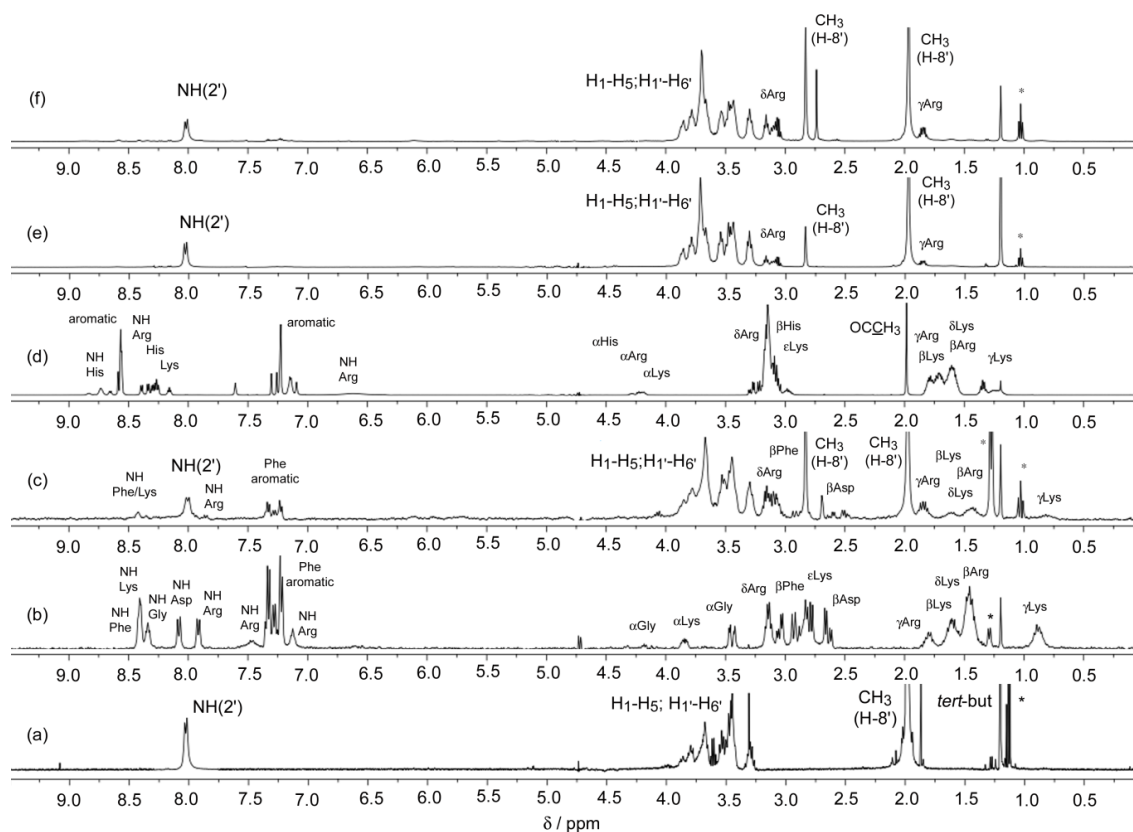 (f)
NH(2')
H1-H5;H1'-H6'
δArg
CH3
(H-8')
CH3
(H-8')
γArg
*
9.0 8.5 8.0 7.5 7.0 6.5 6.0 5.5 5.0 4.5 4.0 3.5 3.0 2.5 2.0 1.5 1.0 0.5
(e)
NH(2')
H1-H5;H1'-H6'
δArg
CH3
(H-8')
CH3
(H-8')
γArg
*
9.0 8.5 8.0 7.5 7.0 6.5 6.0 5.5 5.0 4.5 4.0 3.5 3.0 2.5 2.0 1.5 1.0 0.5
(d)
NH
His
aromatic
NH
Arg
His
Lys
aromatic
NH
Arg
αHis
αArg
αLys
δArg
βHis
εLys
OCCH3
γArg
βLys
δLys
βArg
γLys
9.0 8.5 8.0 7.5 7.0 6.5 6.0 5.5 5.0 4.5 4.0 3.5 3.0 2.5 2.0 1.5 1.0 0.5
(c)
NH
Phe/Lys
NH(2')
NH
Arg
Phe
aromatic
H1-H5;H1'-H6'
δArg
βPhe
CH3
(H-8')
βAsp
CH3
(H-8')
γArg
βLys
δLys
βArg
*
*
γLys
9.0 8.5 8.0 7.5 7.0 6.5 6.0 5.5 5.0 4.5 4.0 3.5 3.0 2.5 2.0 1.5 1.0 0.5
(b)
NH
Phe
NH
Lys
NH
Gly
NH
Asp
NH
Arg
NH
Arg
Phe
aromatic
NH
Arg
αGly
αLys
αGly
δArg
βPhe
εLys
βAsp
γArg
βLys
δLys
βArg
*
γLys
9.0 8.5 8.0 7.5 7.0 6.5 6.0 5.5 5.0 4.5 4.0 3.5 3.0 2.5 2.0 1.5 1.0 0.5
(a)
NH(2')
H1-H5; H1'-H6'
CH3
(H-8')
tert-but
*
9.0 8.5 8.0 7.5 7.0 6.5 6.0 5.5 5.0 4.5 4.0 3.5 3.0 2.5 2.0 1.5 1.0 0.5
δ / ppm